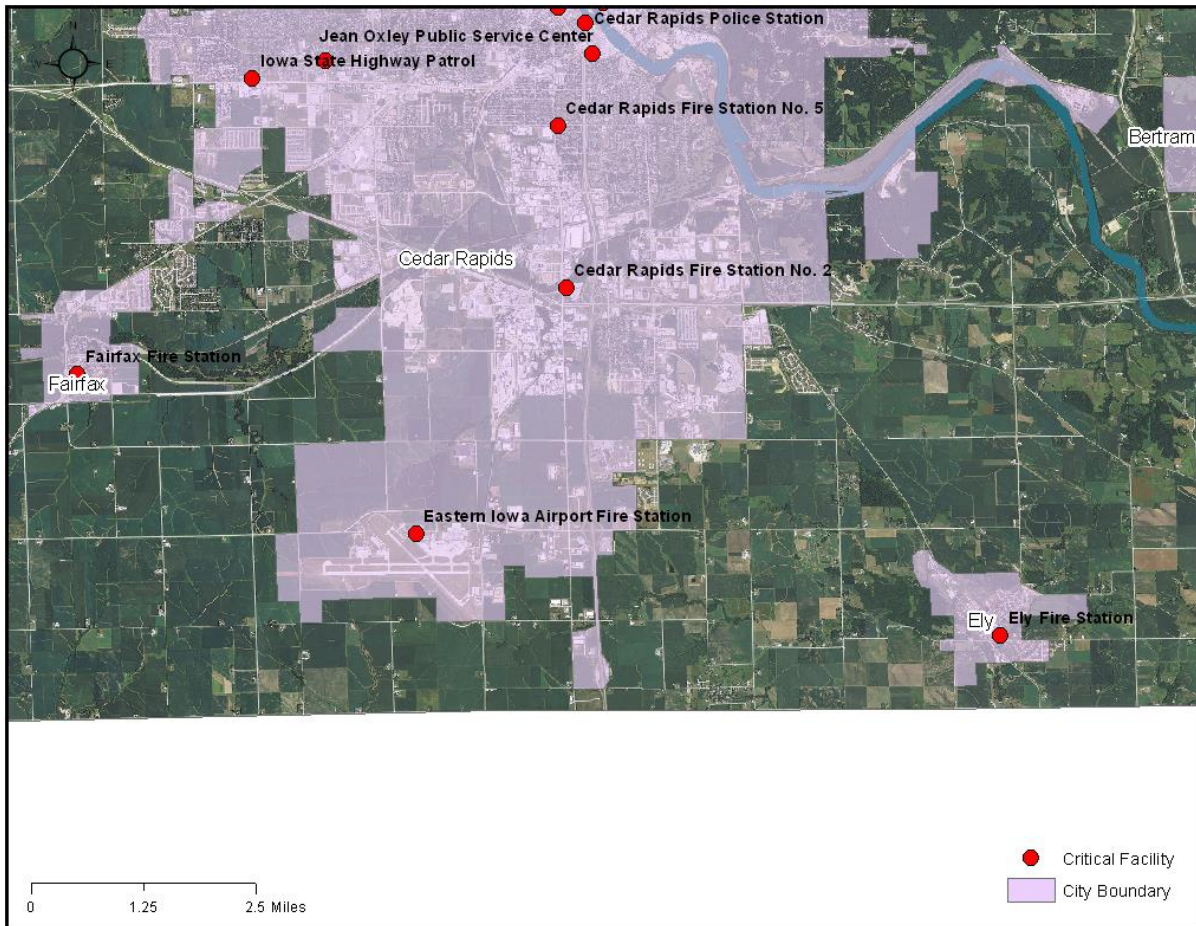 N
W
E
S
Cedar Rapids Police Station
Jean Oxley Public Service Center
Iowa State Highway Patrol
Cedar Rapids Fire Station No. 5
Bertram
Cedar Rapids
Cedar Rapids Fire Station No. 2
Fairfax Fire Station
Fairfax
Eastern Iowa Airport Fire Station
Ely
Ely Fire Station
Critical Facility
City Boundary
0
1.25
2.5 Miles